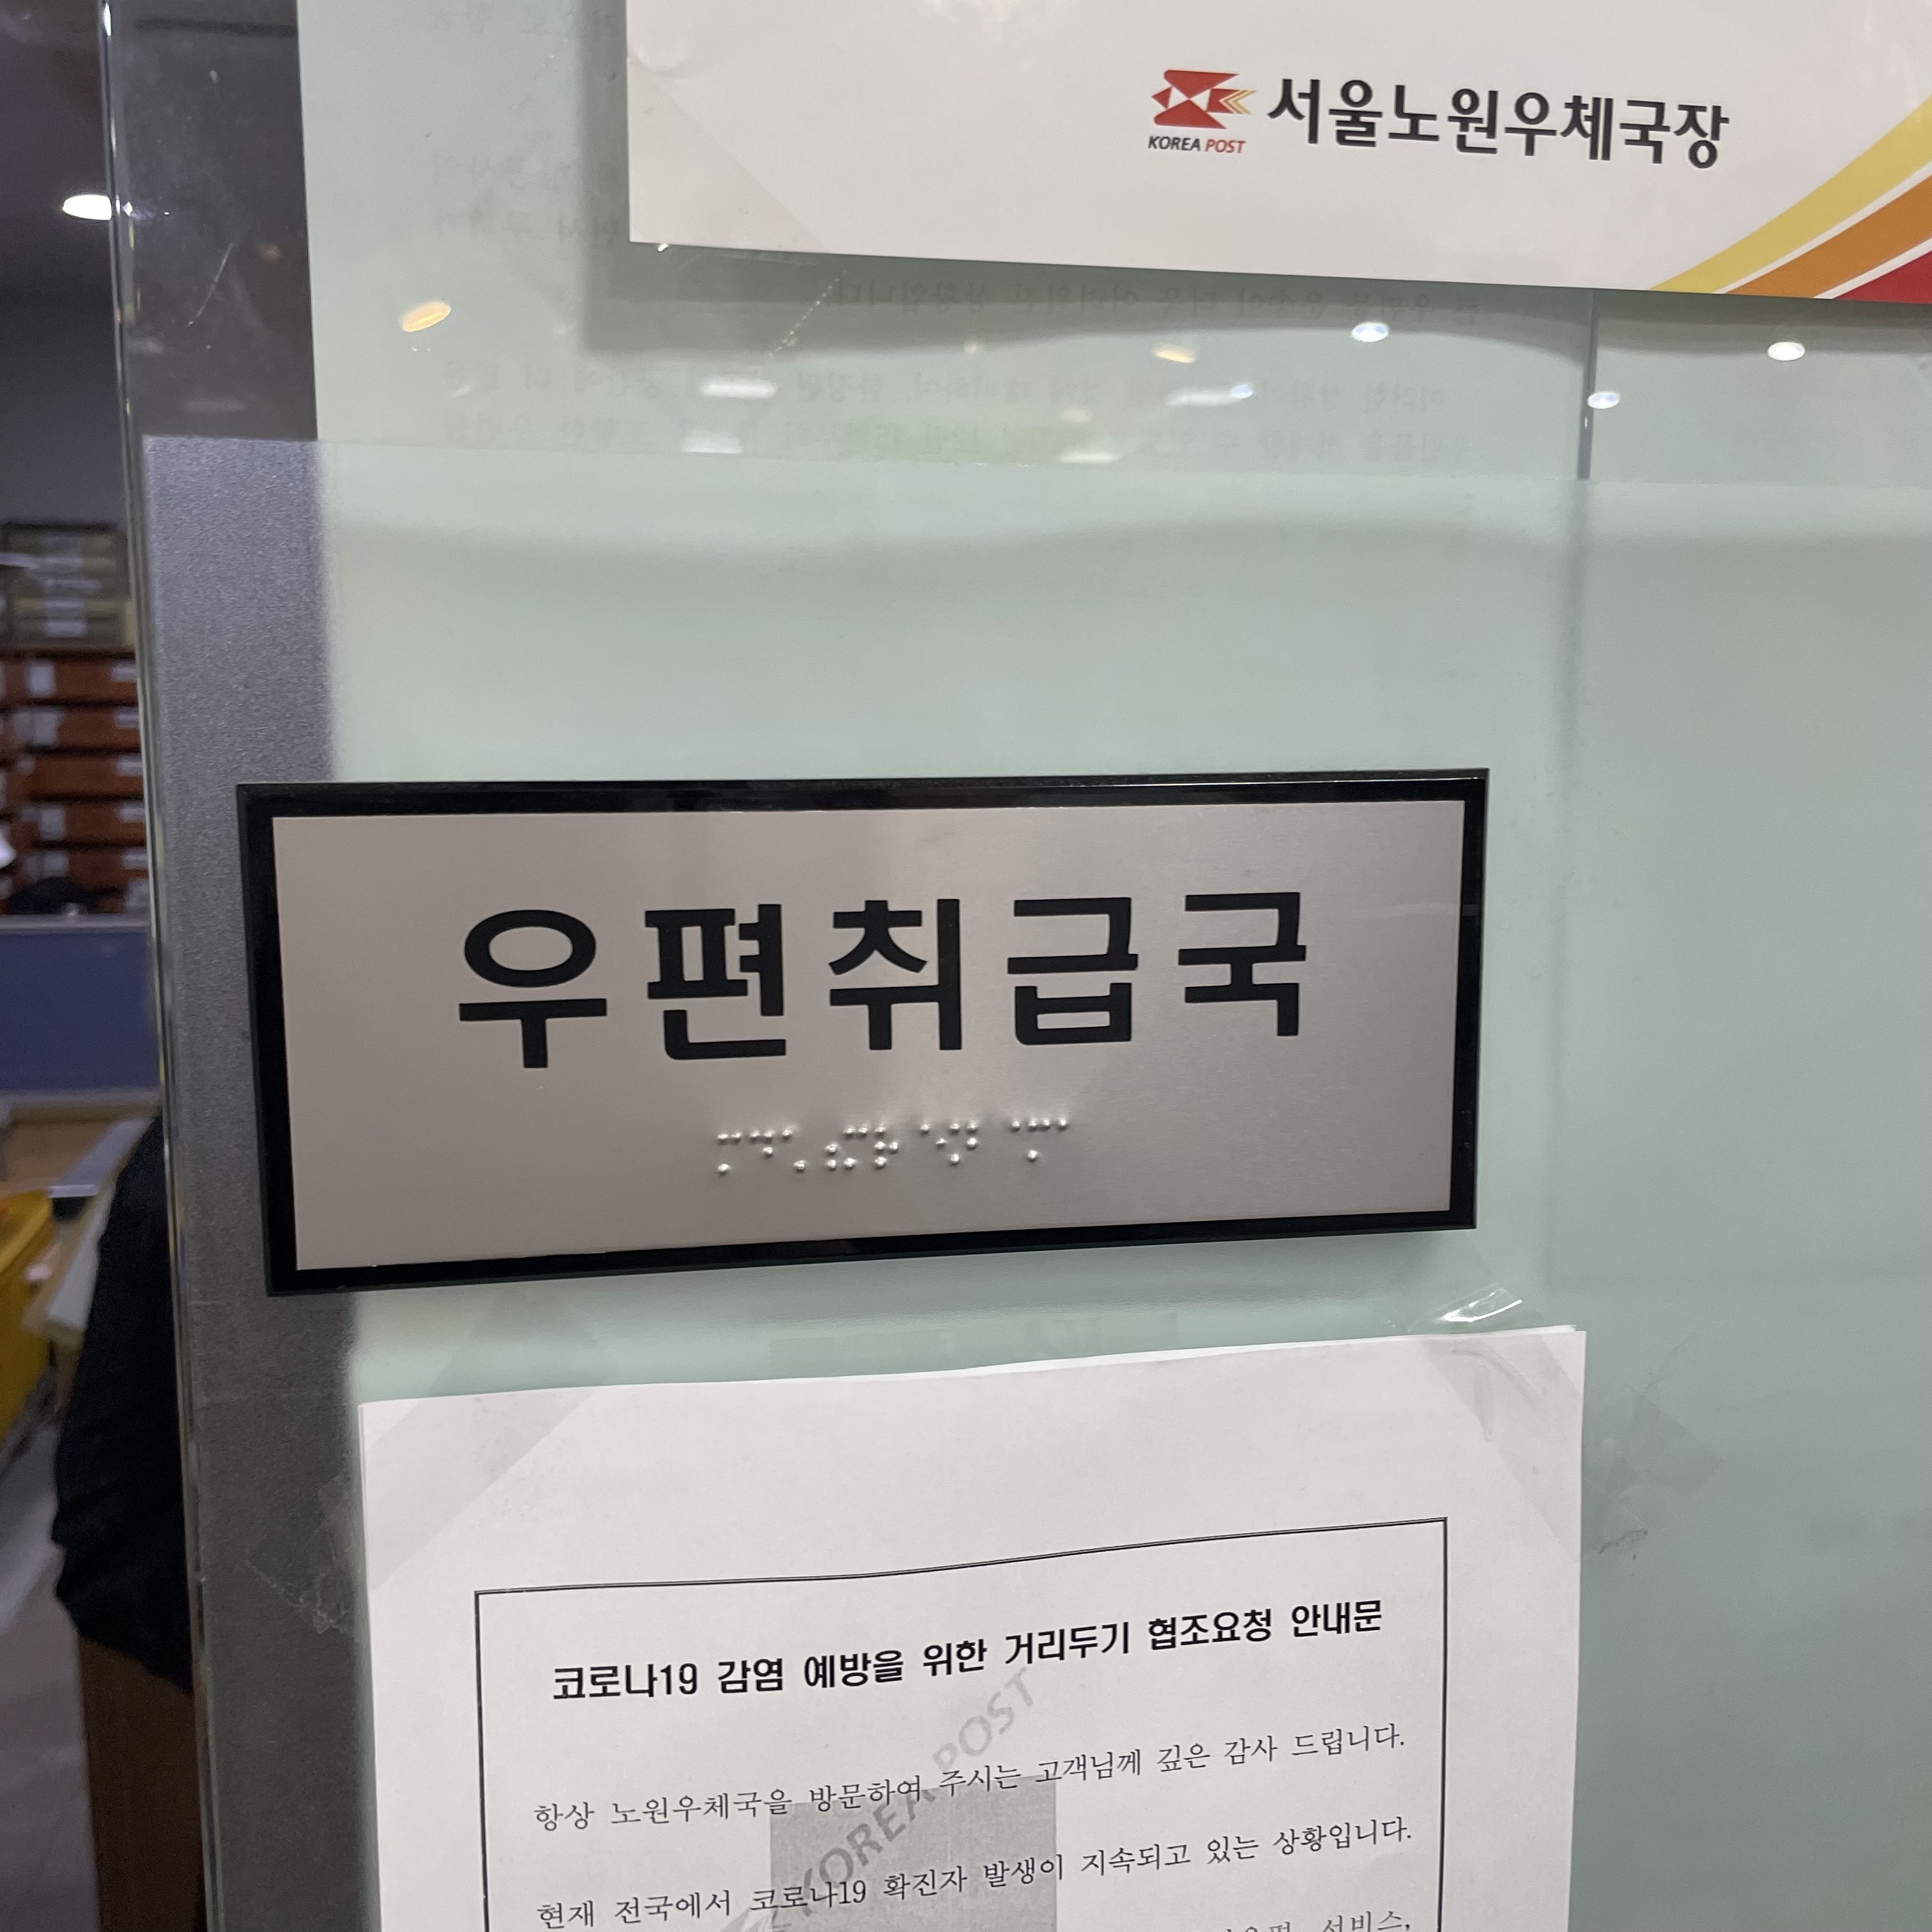 KOREA POST 서울노원우체국장
우편취급국
코로나19 감염 예방을 위한 거리두기 협조요청 안내문
항상 노원우체국을 방문하여 주시는 고객님께 깊은 감사 드립니다.
KOREA POST
현재 전국에서 코로나19 확진자 발생이 지속되고 있는 상황입니다.
서비스,